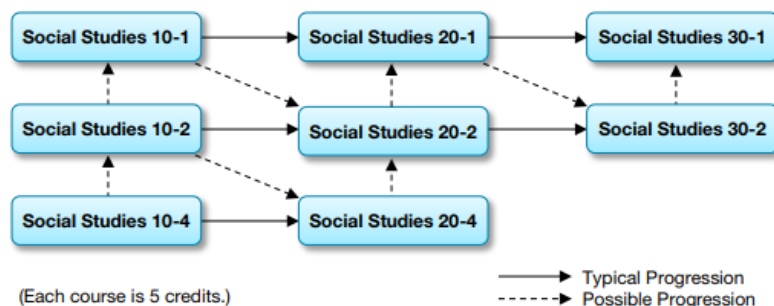 Social Studies 10-1
Social Studies 20-1
Social Studies 30-1
Social Studies 10-2
Social Studies 20-2
Social Studies 30-2
Social Studies 10-4
Social Studies 20-4
(Each course is 5 credits.)
Typical Progression
Possible Progression